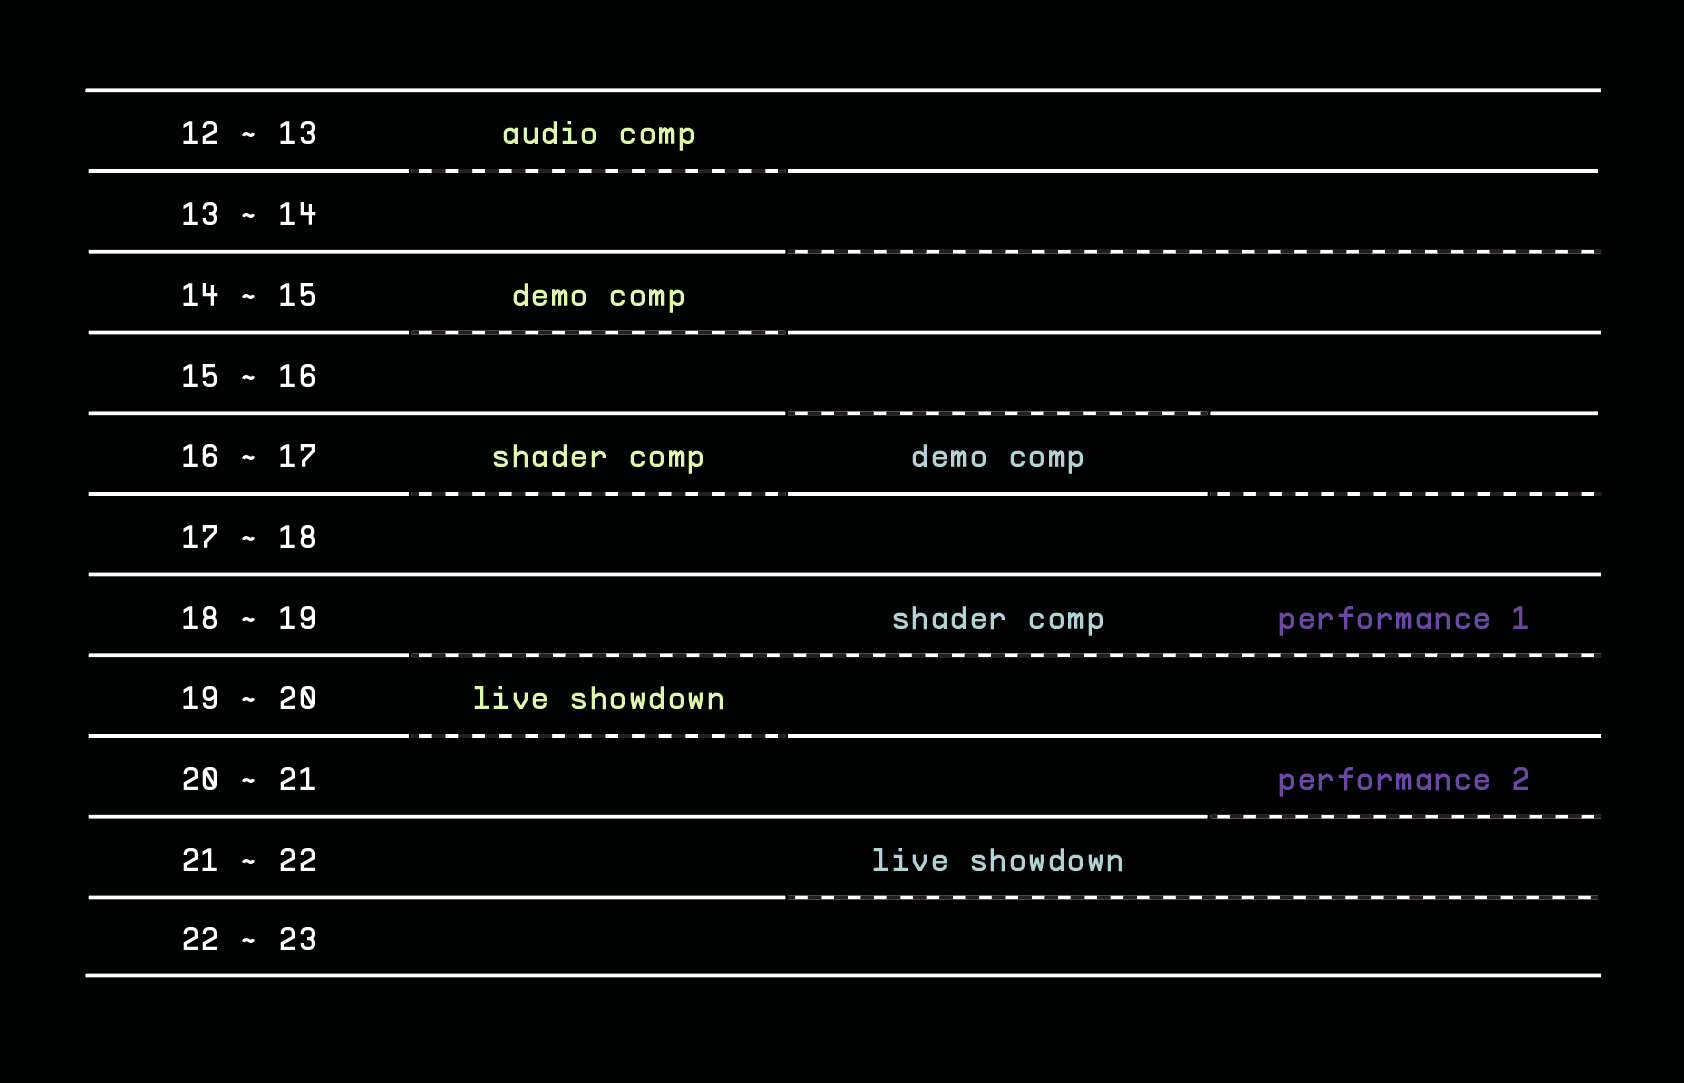 12 ~ 13 audio comp
13 ~ 14
14 ~ 15 demo comp
15 ~ 16
16 ~ 17 shader comp demo comp
17 ~ 18
18 ~ 19 shader comp performance 1
19 ~ 20 live showdown
20 ~ 21 performance 2
21 ~ 22 live showdown
22 ~ 23